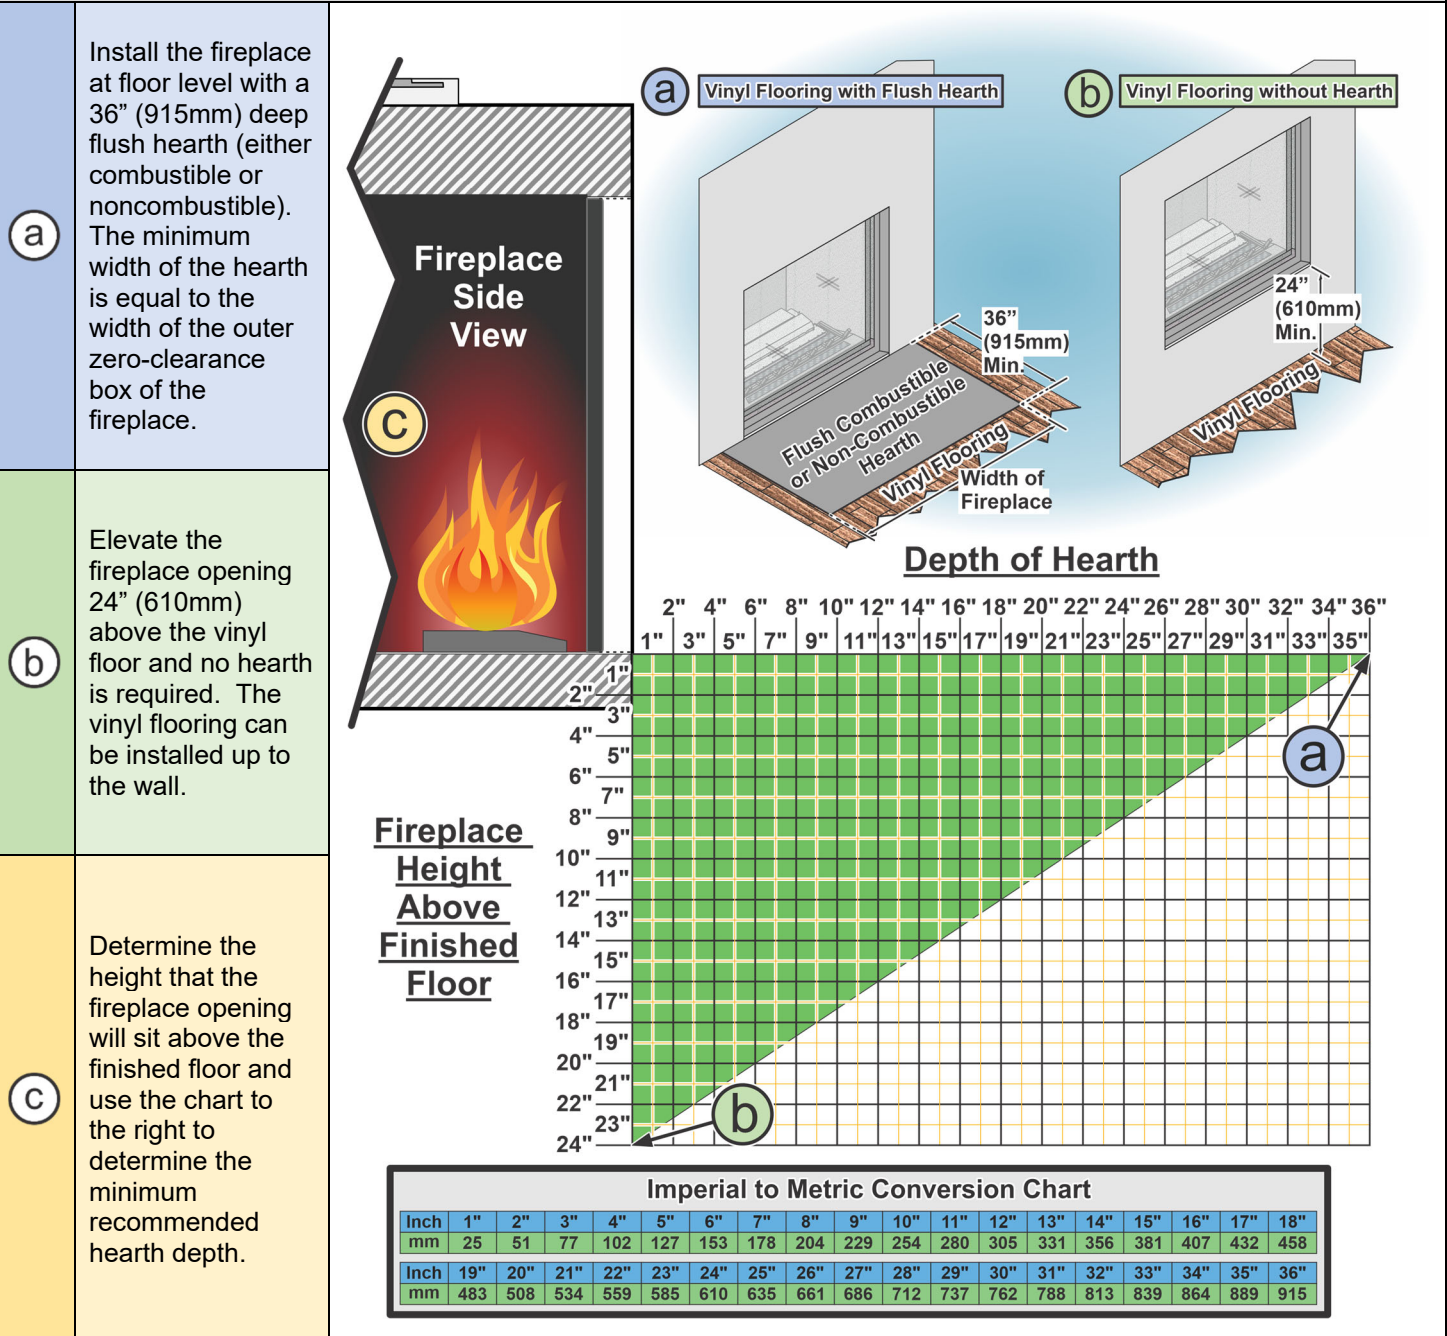 a
Install the fireplace
at floor level with a
36” (915mm) deep
flush hearth (either
combustible or
noncombustible).
The minimum
width of the hearth
is equal to the
width of the outer
zero-clearance
box of the
fireplace.
b
Elevate the
fireplace opening
24” (610mm)
above the vinyl
floor and no hearth
is required.  The
vinyl flooring can
be installed up to
the wall.
c
Determine the
height that the
fireplace opening
will sit above the
finished floor and
use the chart to
the right to
determine the
minimum
recommended
hearth depth.
Fireplace
Side
View
c
a Vinyl Flooring with Flush Hearth
36”
(915mm)
Min.
Flush Combustible
or Non-Combustible
Hearth
Vinyl Flooring
Width of
Fireplace
b Vinyl Flooring without Hearth
24”
(610mm)
Min.
Vinyl Flooring
Depth of Hearth
2" 4" 6" 8" 10" 12" 14" 16" 18" 20" 22" 24" 26" 28" 30" 32" 34" 36"
1" 3" 5" 7" 9" 11" 13" 15" 17" 19" 21" 23" 25" 27" 29" 31" 33" 35"
1"
2"
3"
4"
5"
6"
7"
8"
9"
10"
11"
12"
13"
14"
15"
16"
17"
18"
19"
20"
21"
22"
23"
24"
a
b
Fireplace
Height
Above
Finished
Floor
Imperial to Metric Conversion Chart
Inch 1" 2" 3" 4" 5" 6" 7" 8" 9" 10" 11" 12" 13" 14" 15" 16" 17" 18"
mm 25 51 77 102 127 153 178 204 229 254 280 305 331 356 381 407 432 458
Inch 19" 20" 21" 22" 23" 24" 25" 26" 27" 28" 29" 30" 31" 32" 33" 34" 35" 36"
mm 483 508 534 559 585 610 635 661 686 712 737 762 788 813 839 864 889 915